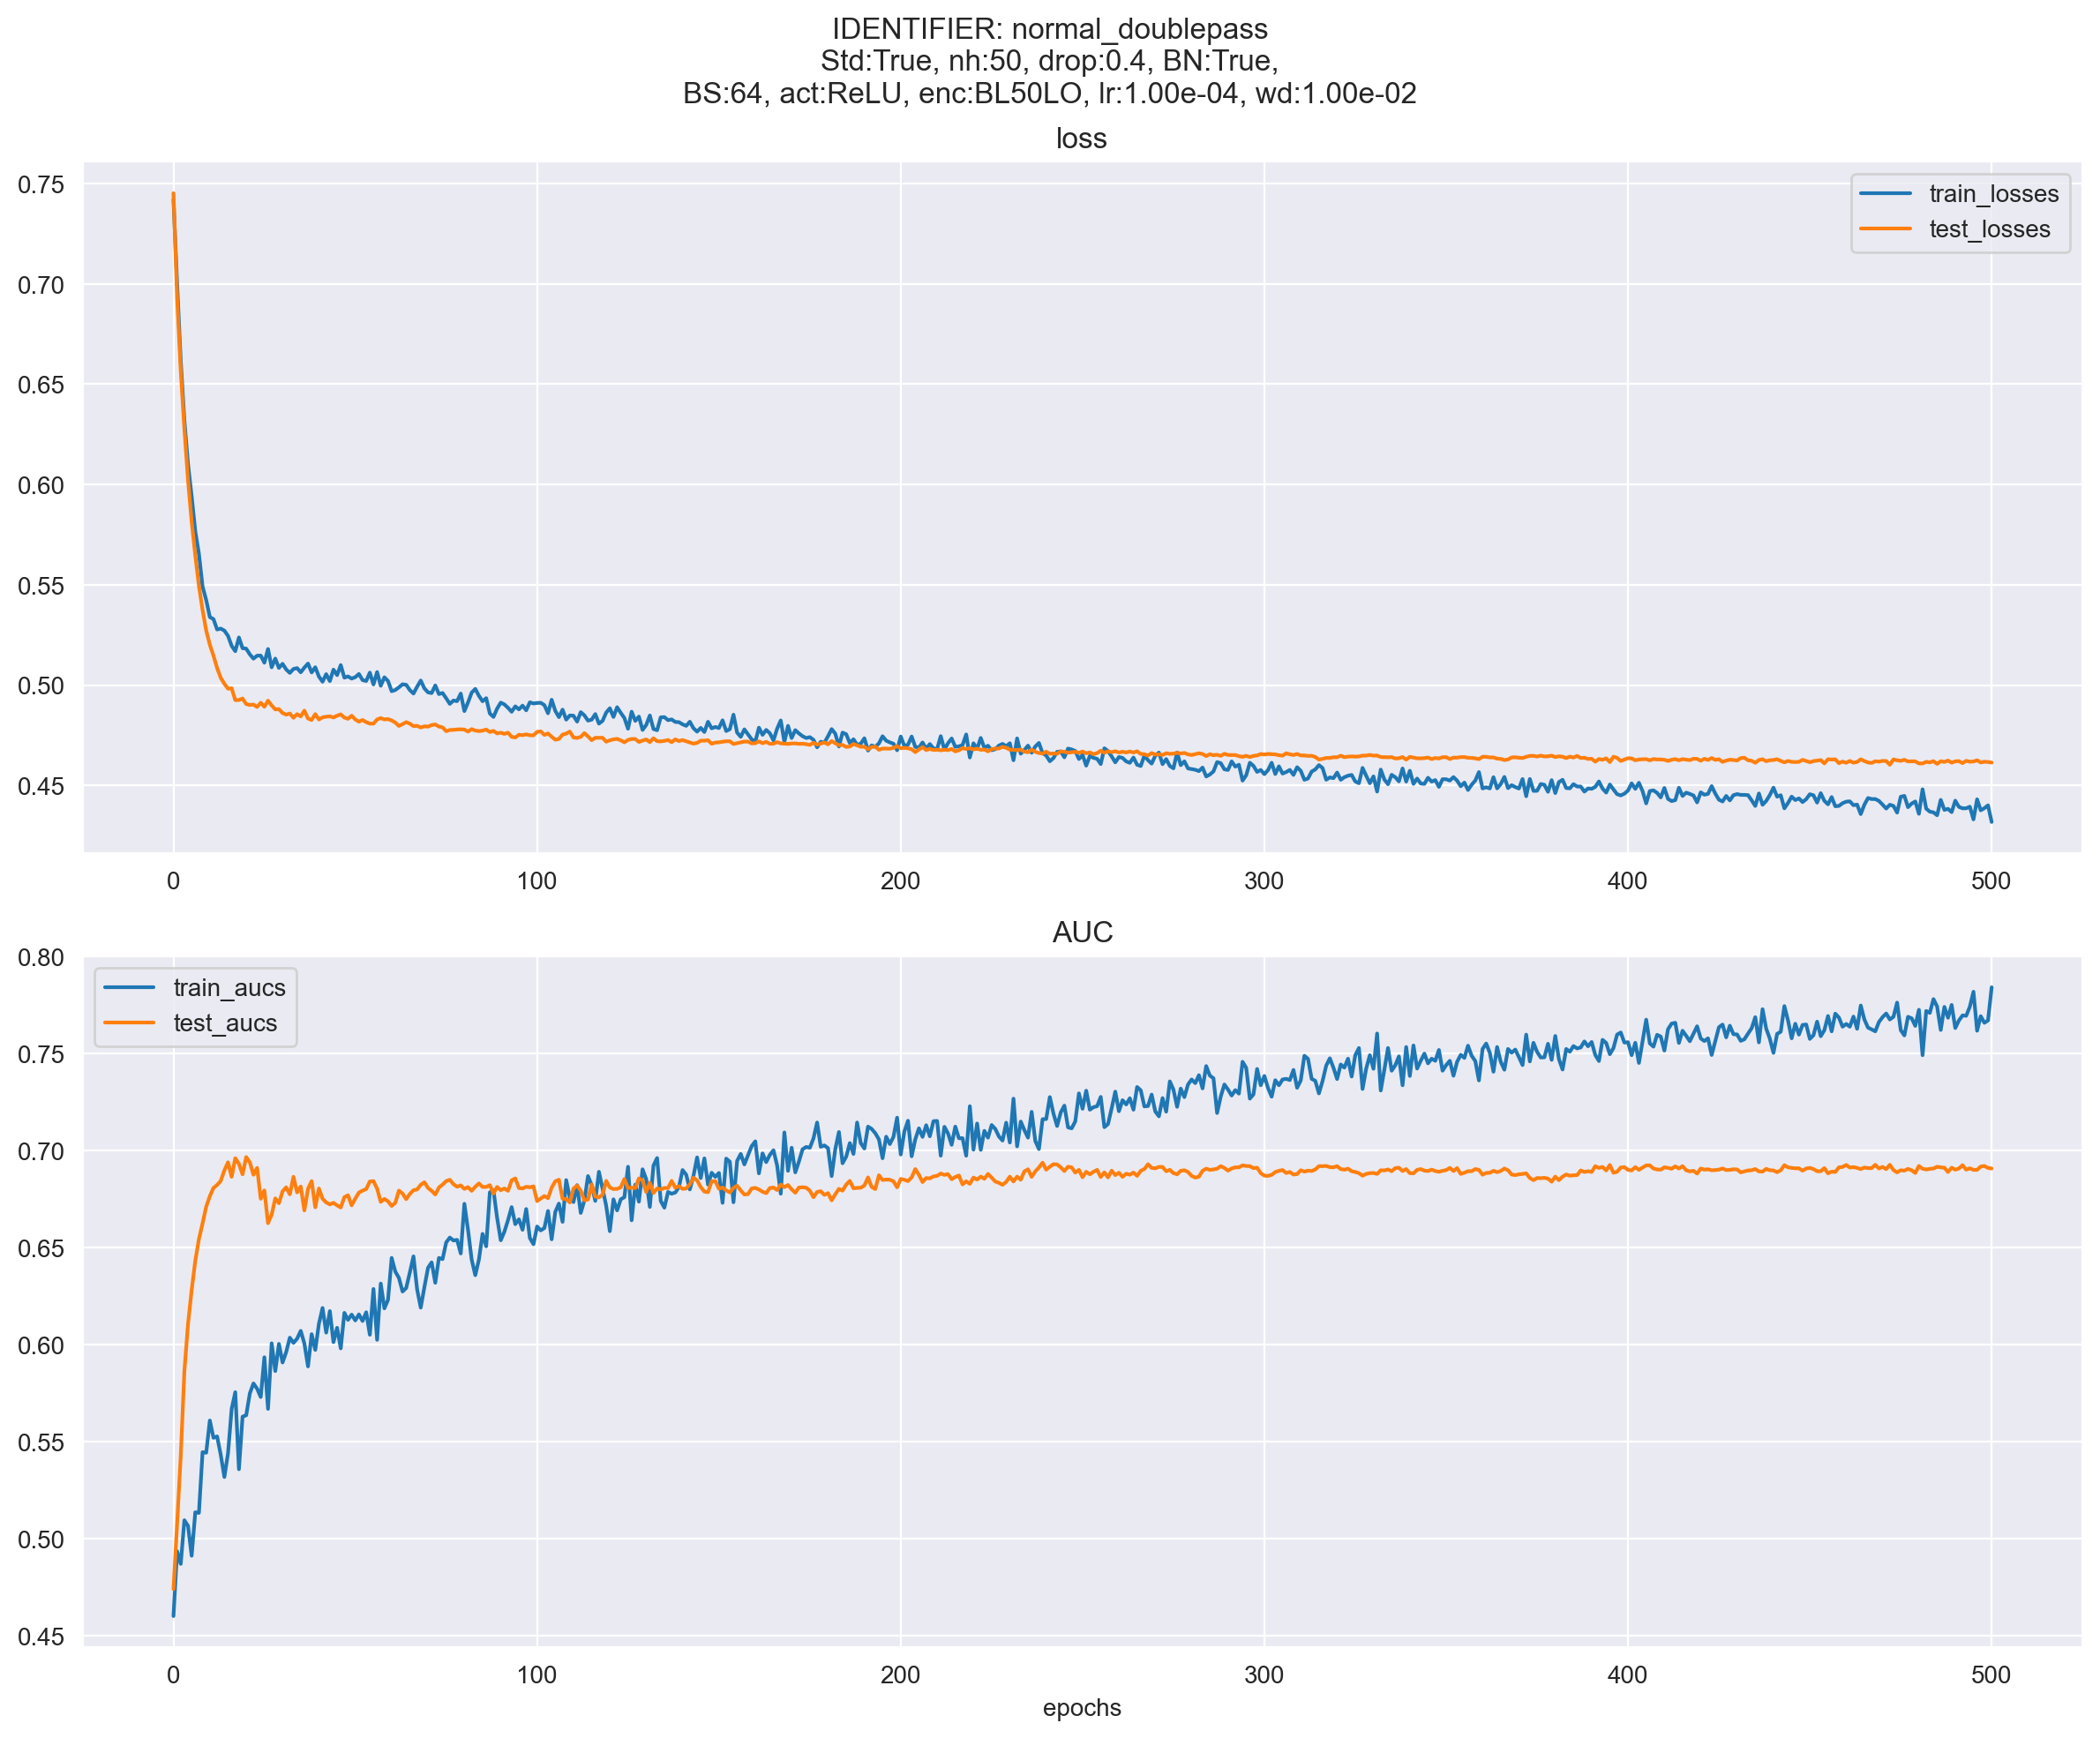 IDENTIFIER: normal_doublepass
Std:True, nh:50, drop:0.4, BN:True,
BS:64, act:ReLU, enc:BL50LO, lr:1.00e-04, wd:1.00e-02
loss
0.75
0.70
0.65
0.60
0.55
0.50
0.45
train_losses
test_losses
0 100 200 300 400 500
AUC
0.80
0.75
0.70
0.65
0.60
0.55
0.50
0.45
train_aucs
test_aucs
0 100 200 300 400 500
epochs